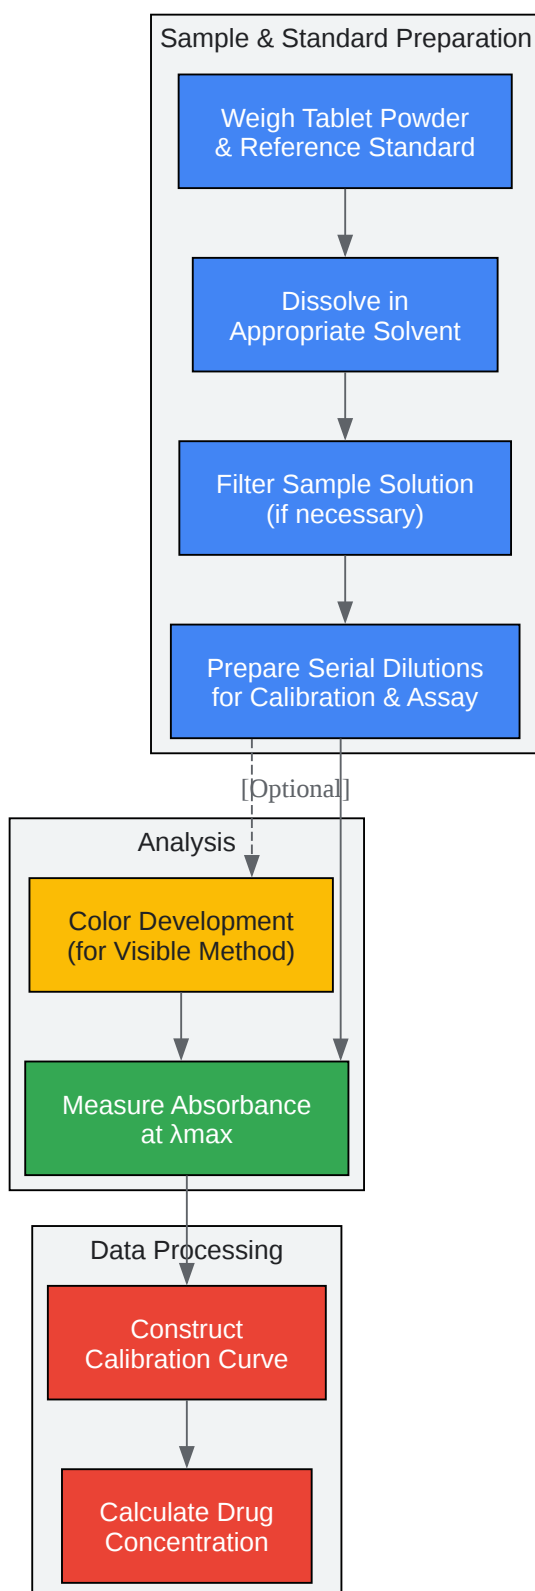 Sample & Standard Preparation
Weigh Tablet Powder
& Reference Standard
Dissolve in
Appropriate Solvent
Filter Sample Solution
(if necessary)
Prepare Serial Dilutions
for Calibration & Assay
[Optional]
Analysis
Color Development
(for Visible Method)
Measure Absorbance
at λmax
Data Processing
Construct
Calibration Curve
Calculate Drug
Concentration